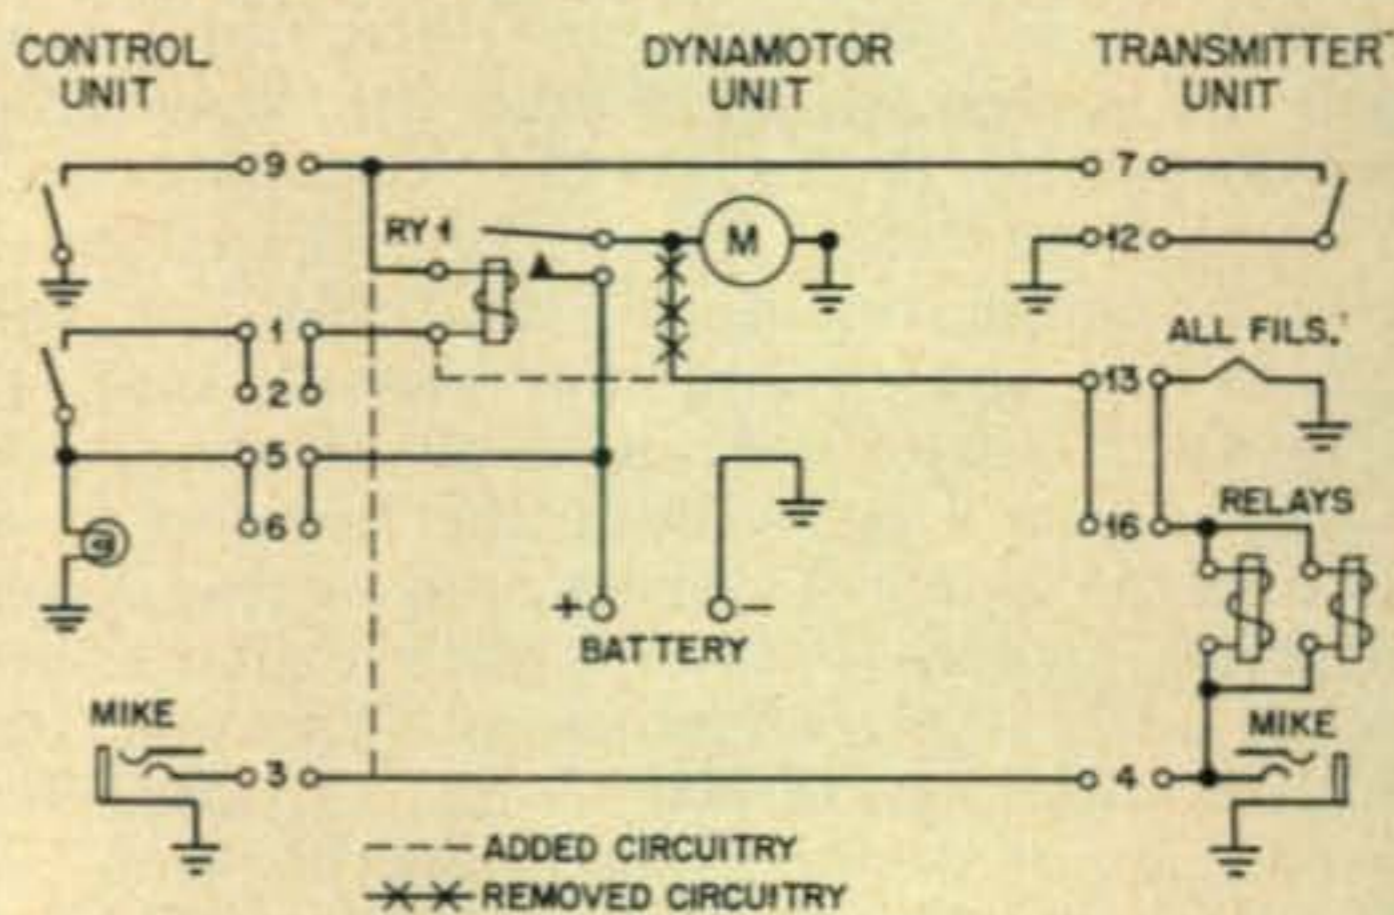 CONTROL UNIT
DYNAMOTOR UNIT
TRANSMITTER UNIT
9
7
RY 1
M
12
1
ALL FILS.
2
13
5
6
16
RELAYS
+
−
BATTERY
MIKE
MIKE
3
4
ADDED CIRCUITRY
REMOVED CIRCUITRY